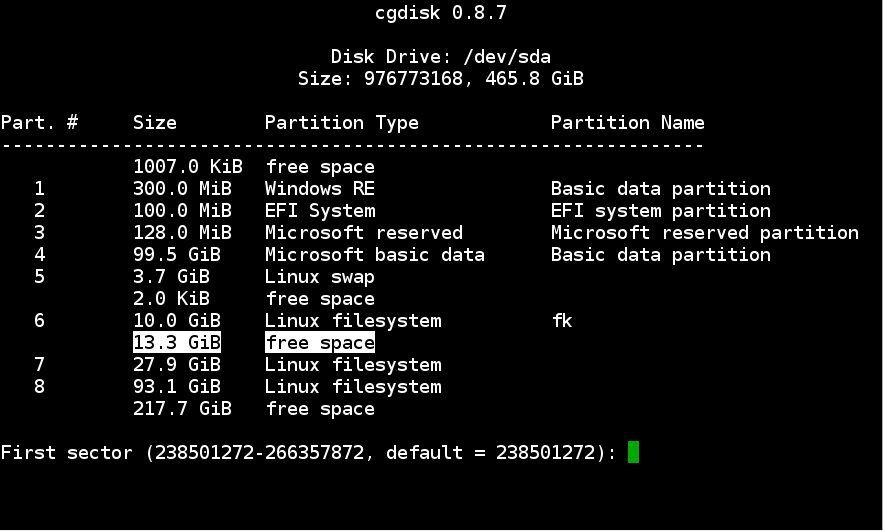 cgdisk 0.8.7
Disk Drive: /dev/sda
Size: 976773168, 465.8 GiB
Part. #     Size        Partition Type            Partition Name
----------------------------------------------------------------
            1007.0 KiB  free space
   1        300.0 MiB   Windows RE                Basic data partition
   2        100.0 MiB   EFI System                EFI system partition
   3        128.0 MiB   Microsoft reserved        Microsoft reserved partition
   4        99.5 GiB    Microsoft basic data      Basic data partition
   5        3.7 GiB     Linux swap
            2.0 KiB     free space
   6        10.0 GiB    Linux filesystem          fk
            13.3 GiB    free space
   7        27.9 GiB    Linux filesystem
   8        93.1 GiB    Linux filesystem
            217.7 GiB   free space
First sector (238501272-266357872, default = 238501272):